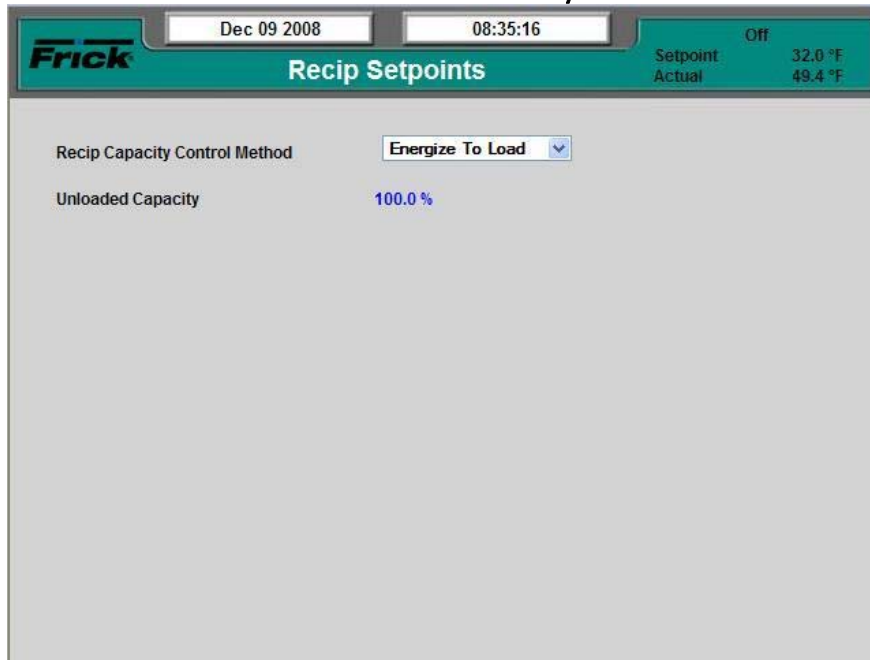 Dec 09 2008 08:35:16 Off
Frick Recip Setpoints Setpoint 32.0 °F
Actual 49.4 °F
Recip Capacity Control Method Energize To Load
Unloaded Capacity 100.0 %